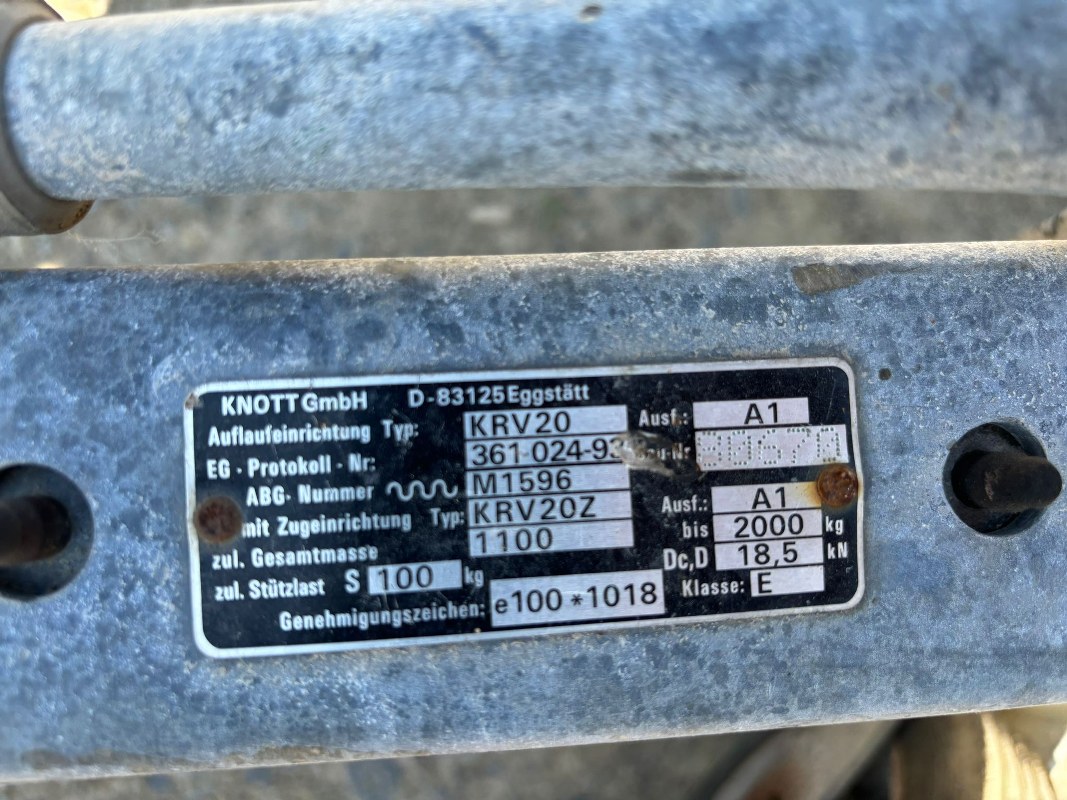 KNOTT GmbH D-83125 Eggstätt
Auflaufeinrichtung Typ: KRV20 Ausf.: A1
EG - Protokoll - Nr: 361-024-93
ABG- Nummer M1596
mit Zugeinrichtung Typ: KRV20Z Ausf.: A1
zul. Gesamtmasse 1100 bis 2000 kg
zul. Stützlast S 100 kg Dc,D 18,5 kN
Genehmigungszeichen: e100*1018 Klasse: E